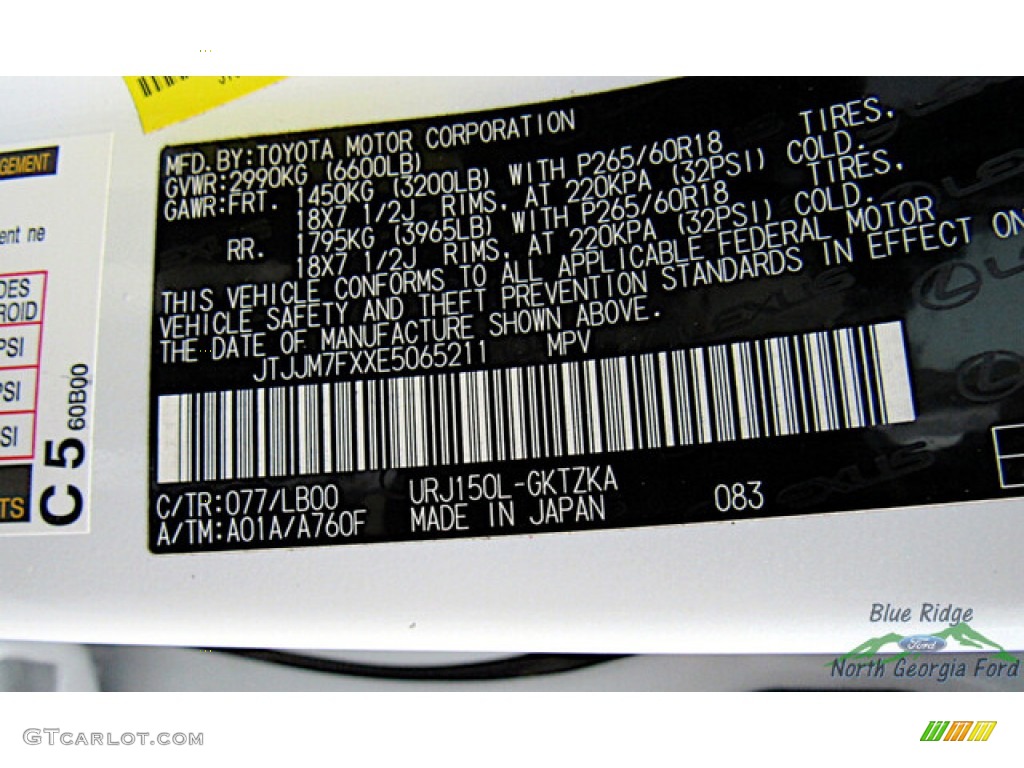 GEMENT
ent ne
DES
ROID
PSI
PSI
SI
TS
C 5 60B00
MFD. BY:TOYOTA MOTOR CORPORATION
GVWR:2990KG (6600LB)
GAWR:FRT. 1450KG (3200LB) WITH P265/60R18 TIRES,
18X7 1/2J RIMS, AT 220KPA (32PSI) COLD.
RR. 1795KG (3965LB) WITH P265/60R18 TIRES,
18X7 1/2J RIMS, AT 220KPA (32PSI) COLD.
THIS VEHICLE CONFORMS TO ALL APPLICABLE FEDERAL MOTOR
VEHICLE SAFETY AND THEFT PREVENTION STANDARDS IN EFFECT ON
THE DATE OF MANUFACTURE SHOWN ABOVE.
JTJJM7FXXE5065211 MPV
C/TR:077/LB00 URJ150L-GKTZKA
A/TM:A01A/A760F MADE IN JAPAN 083
Blue Ridge
Ford
North Georgia Ford
GTCARLOT.COM